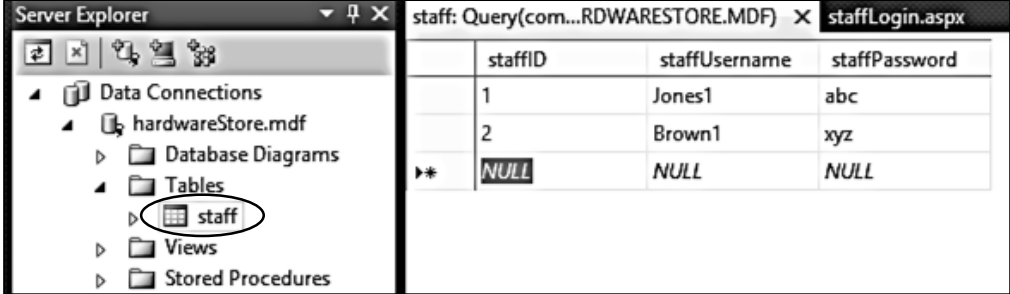 Server Explorer
Data Connections
hardwareStore.mdf
Database Diagrams
Tables
staff
Views
Stored Procedures
staff: Query(com...RDWARESTORE.MDF) staffLogin.aspx
staffID staffUsername staffPassword
1 Jones1 abc
2 Brown1 xyz
NULL NULL NULL